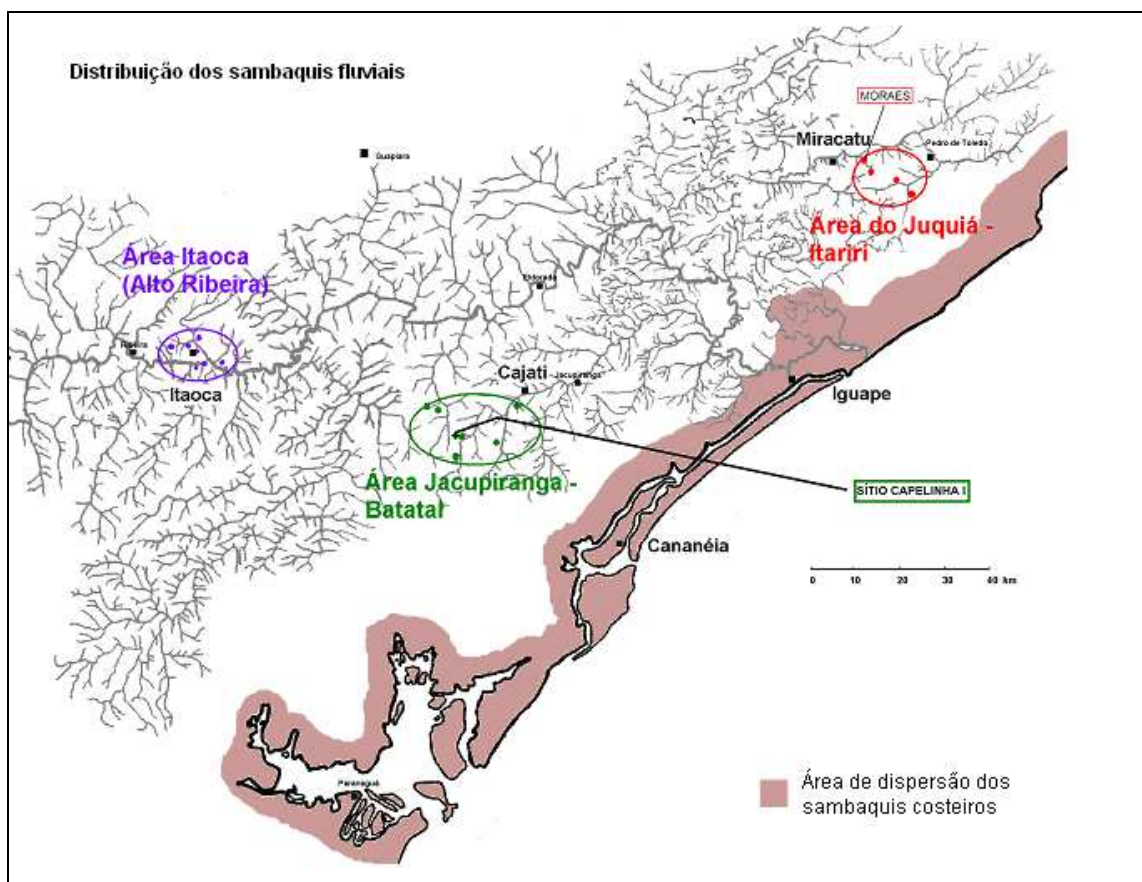 Distribuição dos sambaquis fluviais
MORAES
Miracatu
Pedro de Toledo
Guapiara
Área do Juquiá -
Itariri
Área Itaoca
(Alto Ribeira)
Eldorado
Ribeira
Itaoca
Cajati
Jacupiranga
Iguape
Área Jacupiranga -
Batatal
SÍTIO CAPELINHA I
Cananéia
0 10 20 30 40 km
Paranaguá
Área de dispersão dos
sambaquis costeiros